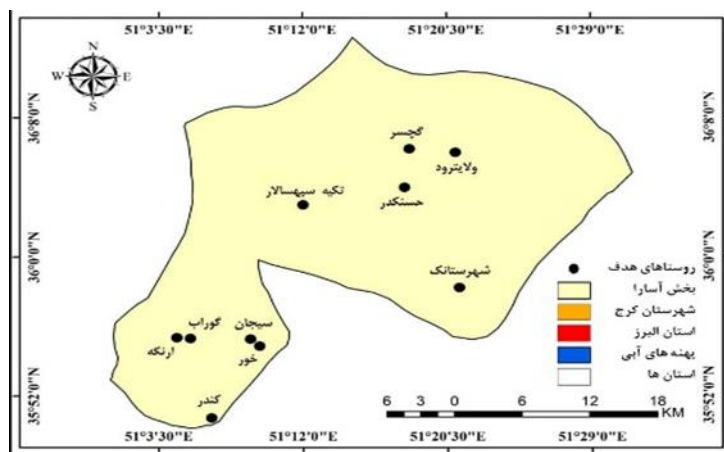 51°3'30"E 51°12'0"E 51°20'30"E 51°29'0"E
N
W E
S
36°8'0"N 36°8'0"N
گچسر
ولایترود
حسنکدر
تکیه سپهسالار
36°0'0"N 36°0'0"N
شهرستانک
روستاهای هدف
بخش آسارا
شهرستان کرج
استان البرز
پهنه های آبی
استان ها
سیجان
گوراب
ارنگه
خور
کندر
35°52'0"N 35°52'0"N
6 3 0 6 12 18
KM
51°3'30"E 51°12'0"E 51°20'30"E 51°29'0"E